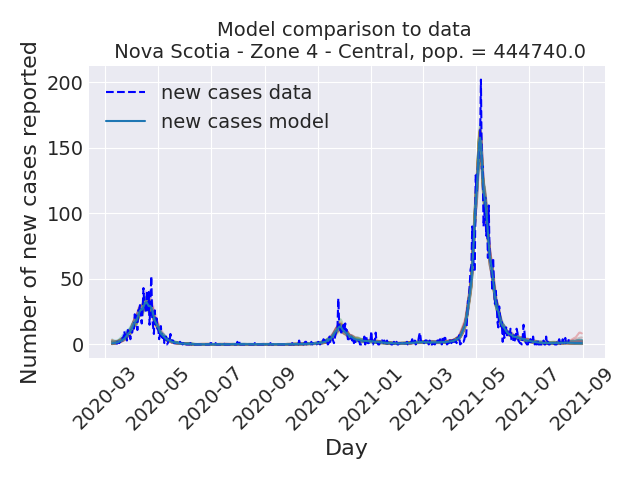 Model comparison to data
Nova Scotia - Zone 4 - Central, pop. = 444740.0
Number of new cases reported
200
150
100
50
0
new cases data
new cases model
2020-03
2020-05
2020-07
2020-09
2020-11
2021-01
2021-03
2021-05
2021-07
2021-09
Day